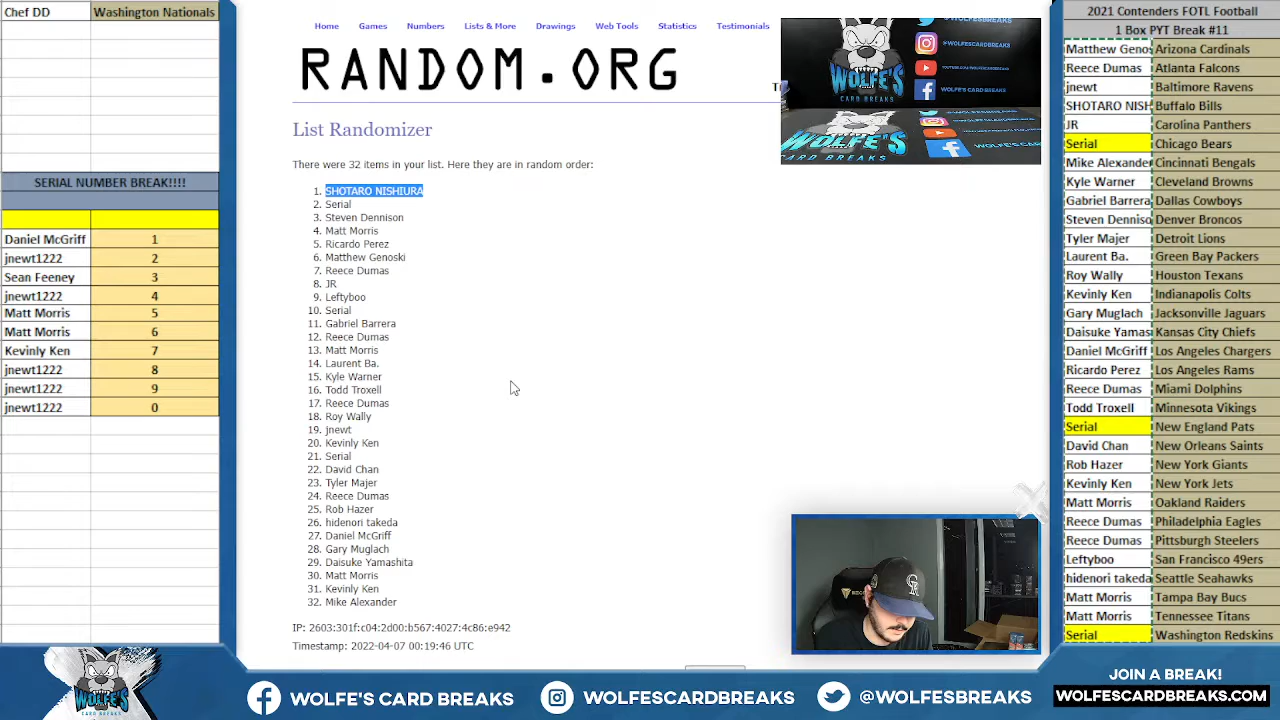 Chef DD Washington Nationals
SERIAL NUMBER BREAK!!!!
Daniel McGriff 1
jnewt1222 2
Sean Feeney 3
jnewt1222 4
Matt Morris 5
Matt Morris 6
Kevinly Ken 7
jnewt1222 8
jnewt1222 9
jnewt1222 0
Home Games Numbers Lists & More Drawings Web Tools Statistics Testimonials
RANDOM.ORG
List Randomizer
There were 32 items in your list. Here they are in random order:
1. SHOTARO NISHIURA
2. Serial
3. Steven Dennison
4. Matt Morris
5. Ricardo Perez
6. Matthew Genoski
7. Reece Dumas
8. JR
9. Leftyboo
10. Serial
11. Gabriel Barrera
12. Reece Dumas
13. Matt Morris
14. Laurent Ba.
15. Kyle Warner
16. Todd Troxell
17. Reece Dumas
18. Roy Wally
19. jnewt
20. Kevinly Ken
21. Serial
22. David Chan
23. Tyler Majer
24. Reece Dumas
25. Rob Hazer
26. hidenori takeda
27. Daniel McGriff
28. Gary Muglach
29. Daisuke Yamashita
30. Matt Morris
31. Kevinly Ken
32. Mike Alexander
IP: 2603:301f:c04:2d00:b567:4027:4c86:e942
Timestamp: 2022-04-07 00:19:46 UTC
WOLFE'S
CARD BREAKS
@WOLFESCARDBREAKS
WOLFE'S CARD BREAKS
WOLFE'S
CARD BREAKS
2021 Contenders FOTL Football
1 Box PYT Break #11
Matthew Genos Arizona Cardinals
Reece Dumas Atlanta Falcons
jnewt Baltimore Ravens
SHOTARO NISH Buffalo Bills
JR Carolina Panthers
Serial Chicago Bears
Mike Alexander Cincinnati Bengals
Kyle Warner Cleveland Browns
Gabriel Barrera Dallas Cowboys
Steven Denniso Denver Broncos
Tyler Majer Detroit Lions
Laurent Ba. Green Bay Packers
Roy Wally Houston Texans
Kevinly Ken Indianapolis Colts
Gary Muglach Jacksonville Jaguars
Daisuke Yamas Kansas City Chiefs
Daniel McGriff Los Angeles Chargers
Ricardo Perez Los Angeles Rams
Reece Dumas Miami Dolphins
Todd Troxell Minnesota Vikings
Serial New England Pats
David Chan New Orleans Saints
Rob Hazer New York Giants
Kevinly Ken New York Jets
Matt Morris Oakland Raiders
Reece Dumas Philadelphia Eagles
Reece Dumas Pittsburgh Steelers
Leftyboo San Francisco 49ers
hidenori takeda Seattle Seahawks
Matt Morris Tampa Bay Bucs
Matt Morris Tennessee Titans
Serial Washington Redskins
WOLFE'S
CARD BREAKS
WOLFE'S CARD BREAKS
WOLFESCARDBREAKS
@WOLFESBREAKS
JOIN A BREAK!
WOLFESCARDBREAKS.COM